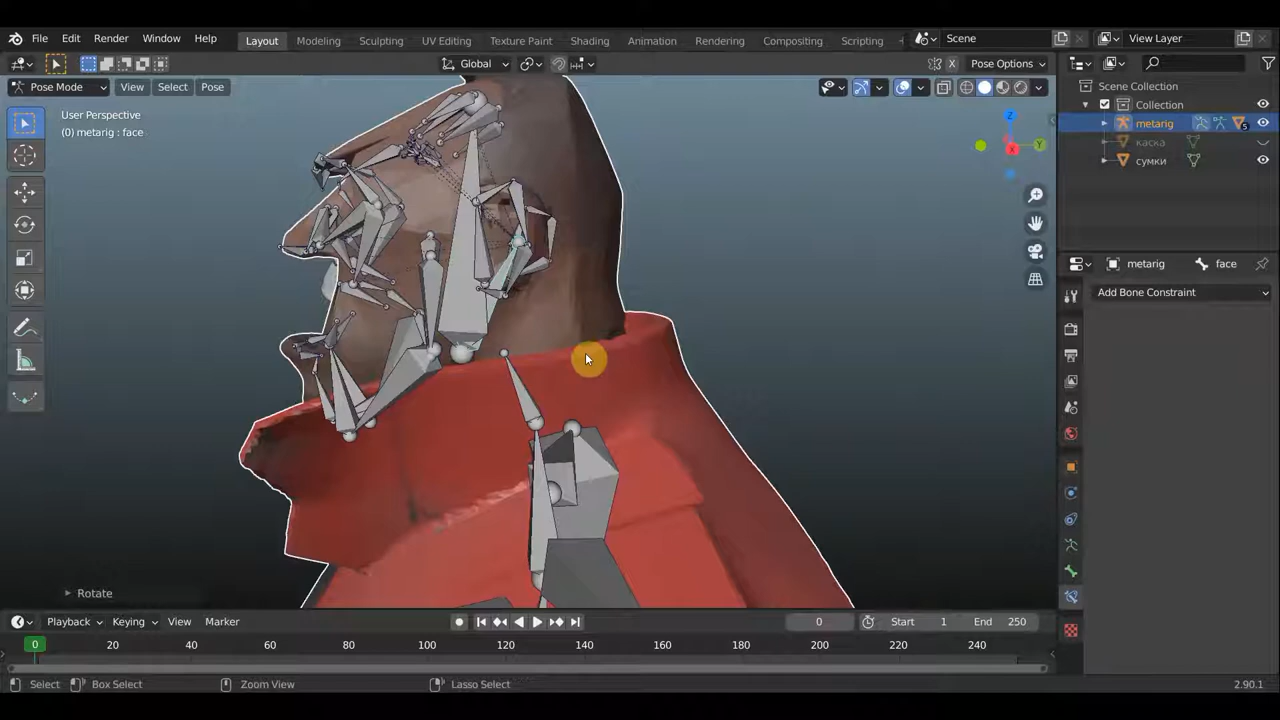 File Edit Render Window Help Layout Modeling Sculpting UV Editing Texture Paint Shading Animation Rendering Compositing Scripting Scene View Layer
Global X Pose Options
Pose Mode View Select Pose
User Perspective
(0) metarig : face
Scene Collection
Collection
metarig 5
каска
сумки
Z
Y
X
metarig face
Add Bone Constraint
Rotate
Playback Keying View Marker 0 Start 1 End 250
0 20 40 60 80 100 120 140 160 180 200 220 240
Select Box Select Zoom View Lasso Select 2.90.1